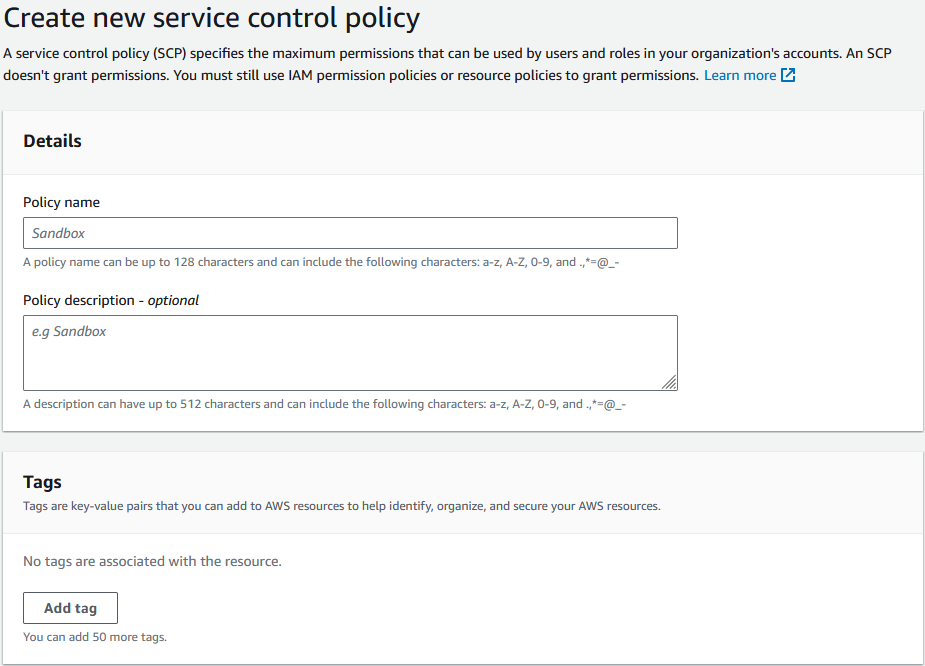 Create new service control policy
A service control policy (SCP) specifies the maximum permissions that can be used by users and roles in your organization's accounts. An SCP
doesn't grant permissions. You must still use IAM permission policies or resource policies to grant permissions. Learn more
Details
Policy name
Sandbox
A policy name can be up to 128 characters and can include the following characters: a-z, A-Z, 0-9, and .,*=@_-
Policy description - optional
e.g Sandbox
A description can have up to 512 characters and can include the following characters: a-z, A-Z, 0-9, and .,*=@_-
Tags
Tags are key-value pairs that you can add to AWS resources to help identify, organize, and secure your AWS resources.
No tags are associated with the resource.
Add tag
You can add 50 more tags.